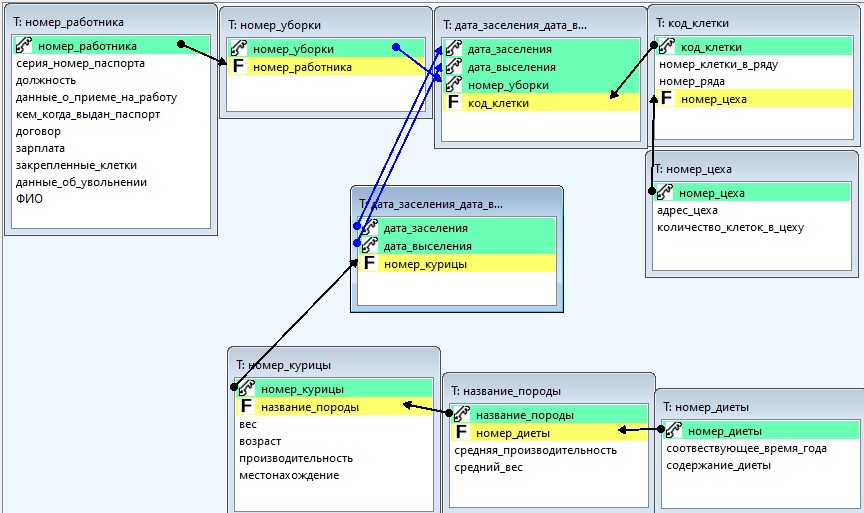 T: номер_работника
номер_работника
серия_номер_паспорта
должность
данные_о_приеме_на_работу
кем_когда_выдан_паспорт
договор
зарплата
закрепленные_клетки
данные_об_увольнении
ФИО
T: номер_уборки
номер_уборки
F номер_работника
T: дата_заселения_дата_в...
дата_заселения
дата_выселения
номер_уборки
F код_клетки
T: код_клетки
код_клетки
номер_клетки_в_ряду
номер_ряда
F номер_цеха
T: номер_цеха
номер_цеха
адрес_цеха
количество_клеток_в_цеху
T: дата_заселения_дата_в...
дата_заселения
дата_выселения
F номер_курицы
T: номер_курицы
номер_курицы
F название_породы
вес
возраст
производительность
местонахождение
T: название_породы
название_породы
F номер_диеты
средняя_производительность
средний_вес
T: номер_диеты
номер_диеты
соотвествующее_время_года
содержание_диеты